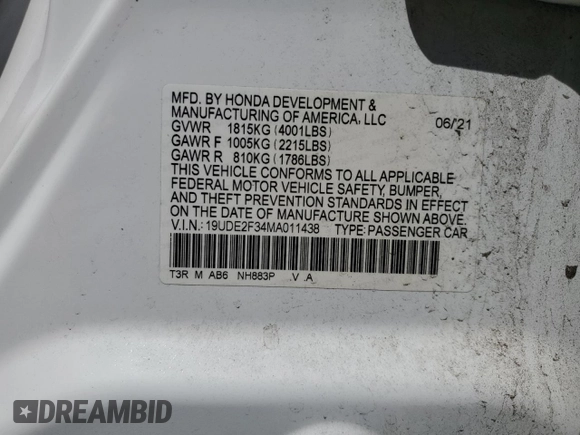 MFD. BY HONDA DEVELOPMENT &
MANUFACTURING OF AMERICA, LLC 06/21
GVWR 1815KG (4001LBS)
GAWR F 1005KG (2215LBS)
GAWR R 810KG (1786LBS)
THIS VEHICLE CONFORMS TO ALL APPLICABLE
FEDERAL MOTOR VEHICLE SAFETY, BUMPER,
AND THEFT PREVENTION STANDARDS IN EFFECT
ON THE DATE OF MANUFACTURE SHOWN ABOVE.
V.I.N.: 19UDE2F34MA011438 TYPE: PASSENGER CAR
T3R M AB6 NH883P .V .A
DREAMBID